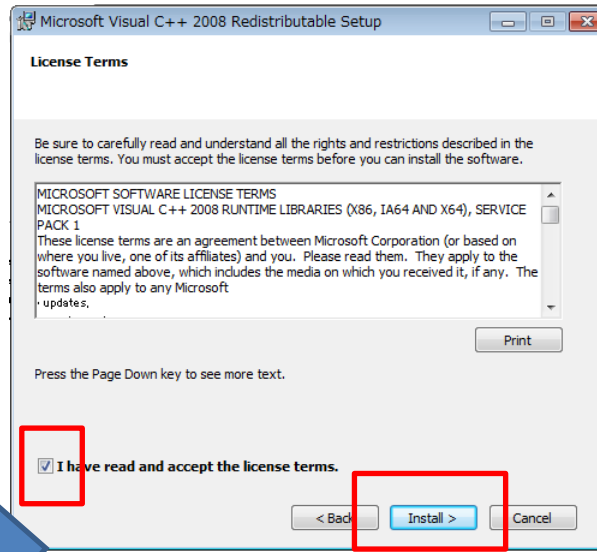 Microsoft Visual C++ 2008 Redistributable Setup
License Terms
Be sure to carefully read and understand all the rights and restrictions described in the
license terms. You must accept the license terms before you can install the software.
MICROSOFT SOFTWARE LICENSE TERMS
MICROSOFT VISUAL C++ 2008 RUNTIME LIBRARIES (X86, IA64 AND X64), SERVICE
PACK 1
These license terms are an agreement between Microsoft Corporation (or based on
where you live, one of its affiliates) and you.  Please read them.  They apply to the
software named above, which includes the media on which you received it, if any.  The
terms also apply to any Microsoft
· updates,
Print
Press the Page Down key to see more text.
I have read and accept the license terms.
< Back
Install >
Cancel